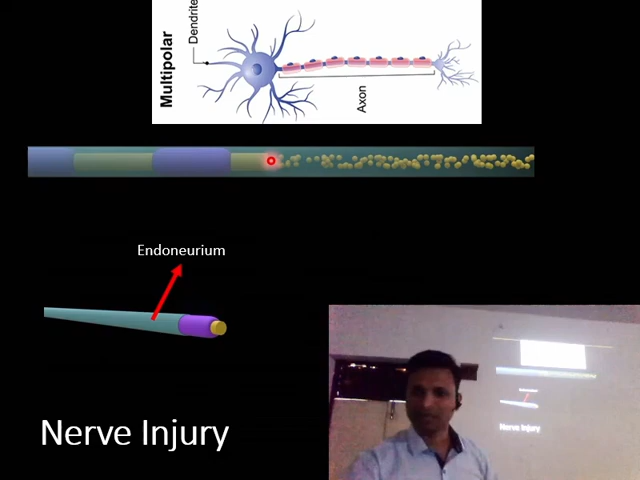 Multipolar
Dendrite
Axon
Endoneurium
Nerve Injury
Nerve Injury